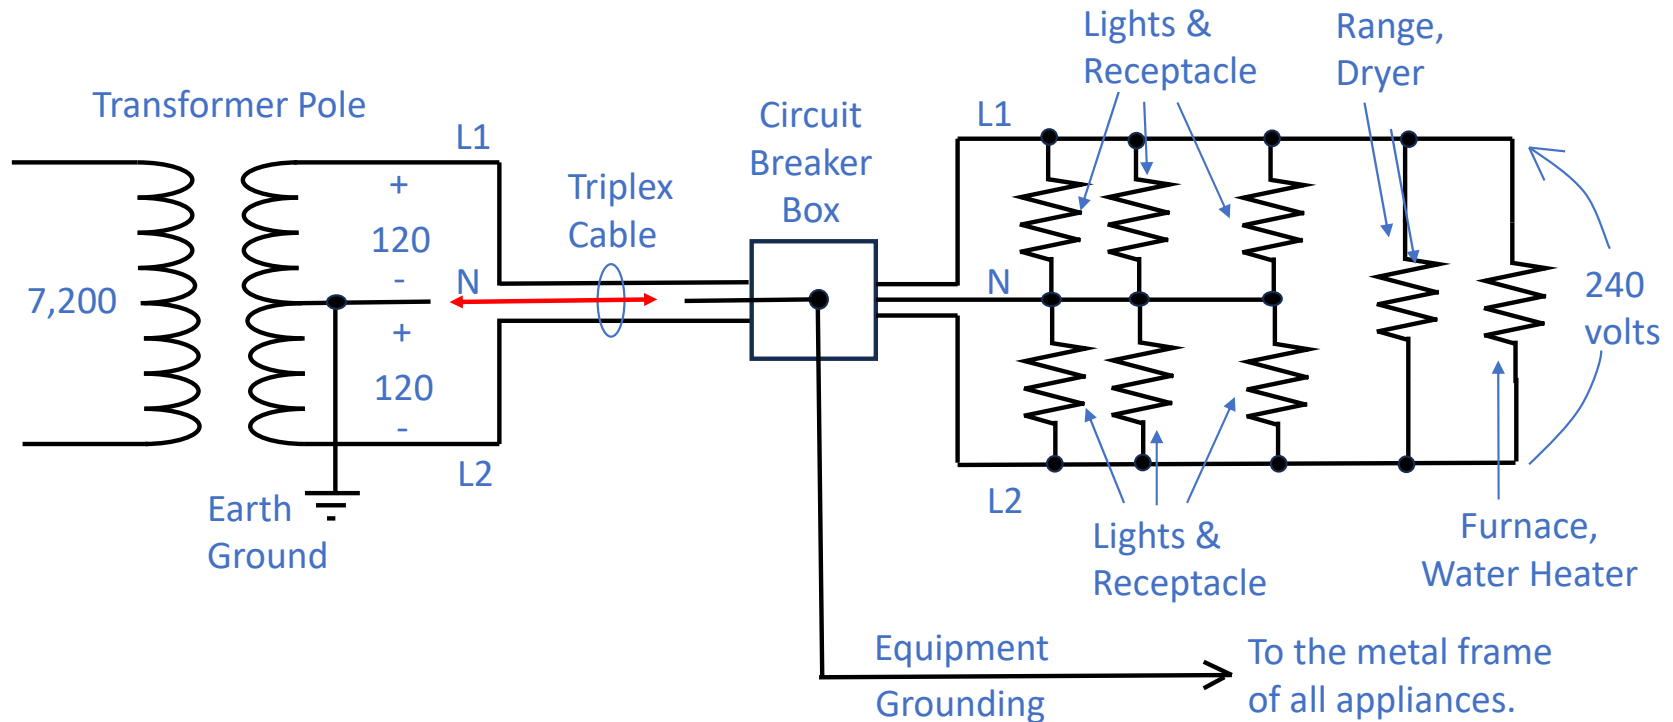 Transformer Pole
7,200
L1
+
120
-
N
+
120
-
L2
Earth
Ground
Triplex
Cable
Circuit
Breaker
Box
L1
N
L2
Lights &
Receptacle
Range,
Dryer
240
volts
Lights &
Receptacle
Furnace,
Water Heater
Equipment
Grounding
To the metal frame
of all appliances.